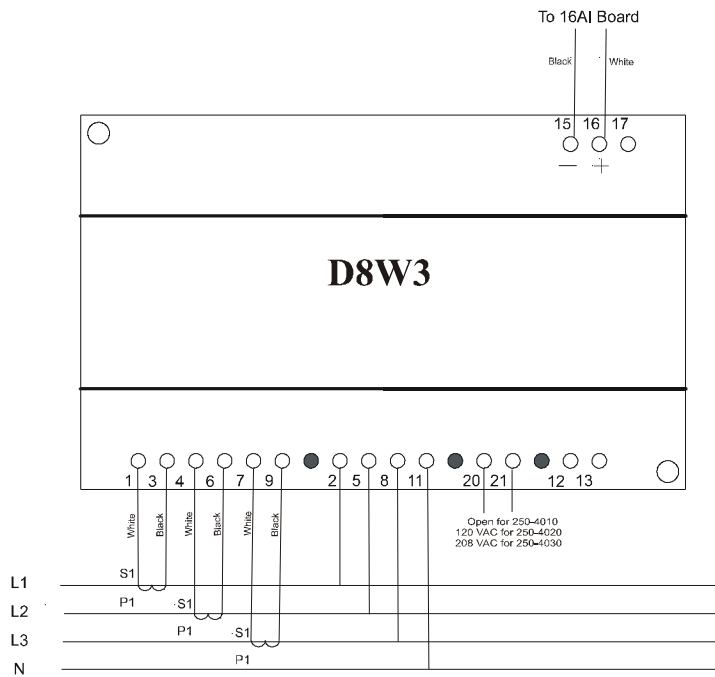 To 16AI Board
Black White
15 16 17
— +
D8W3
1 3 4 6 7 9 2 5 8 11 20 21 12 13
White Black White Black White Black
Open for 250-4010
120 VAC for 250-4020
208 VAC for 250-4030
S1
L1
P1 S1
L2
P1 S1
L3
P1
N